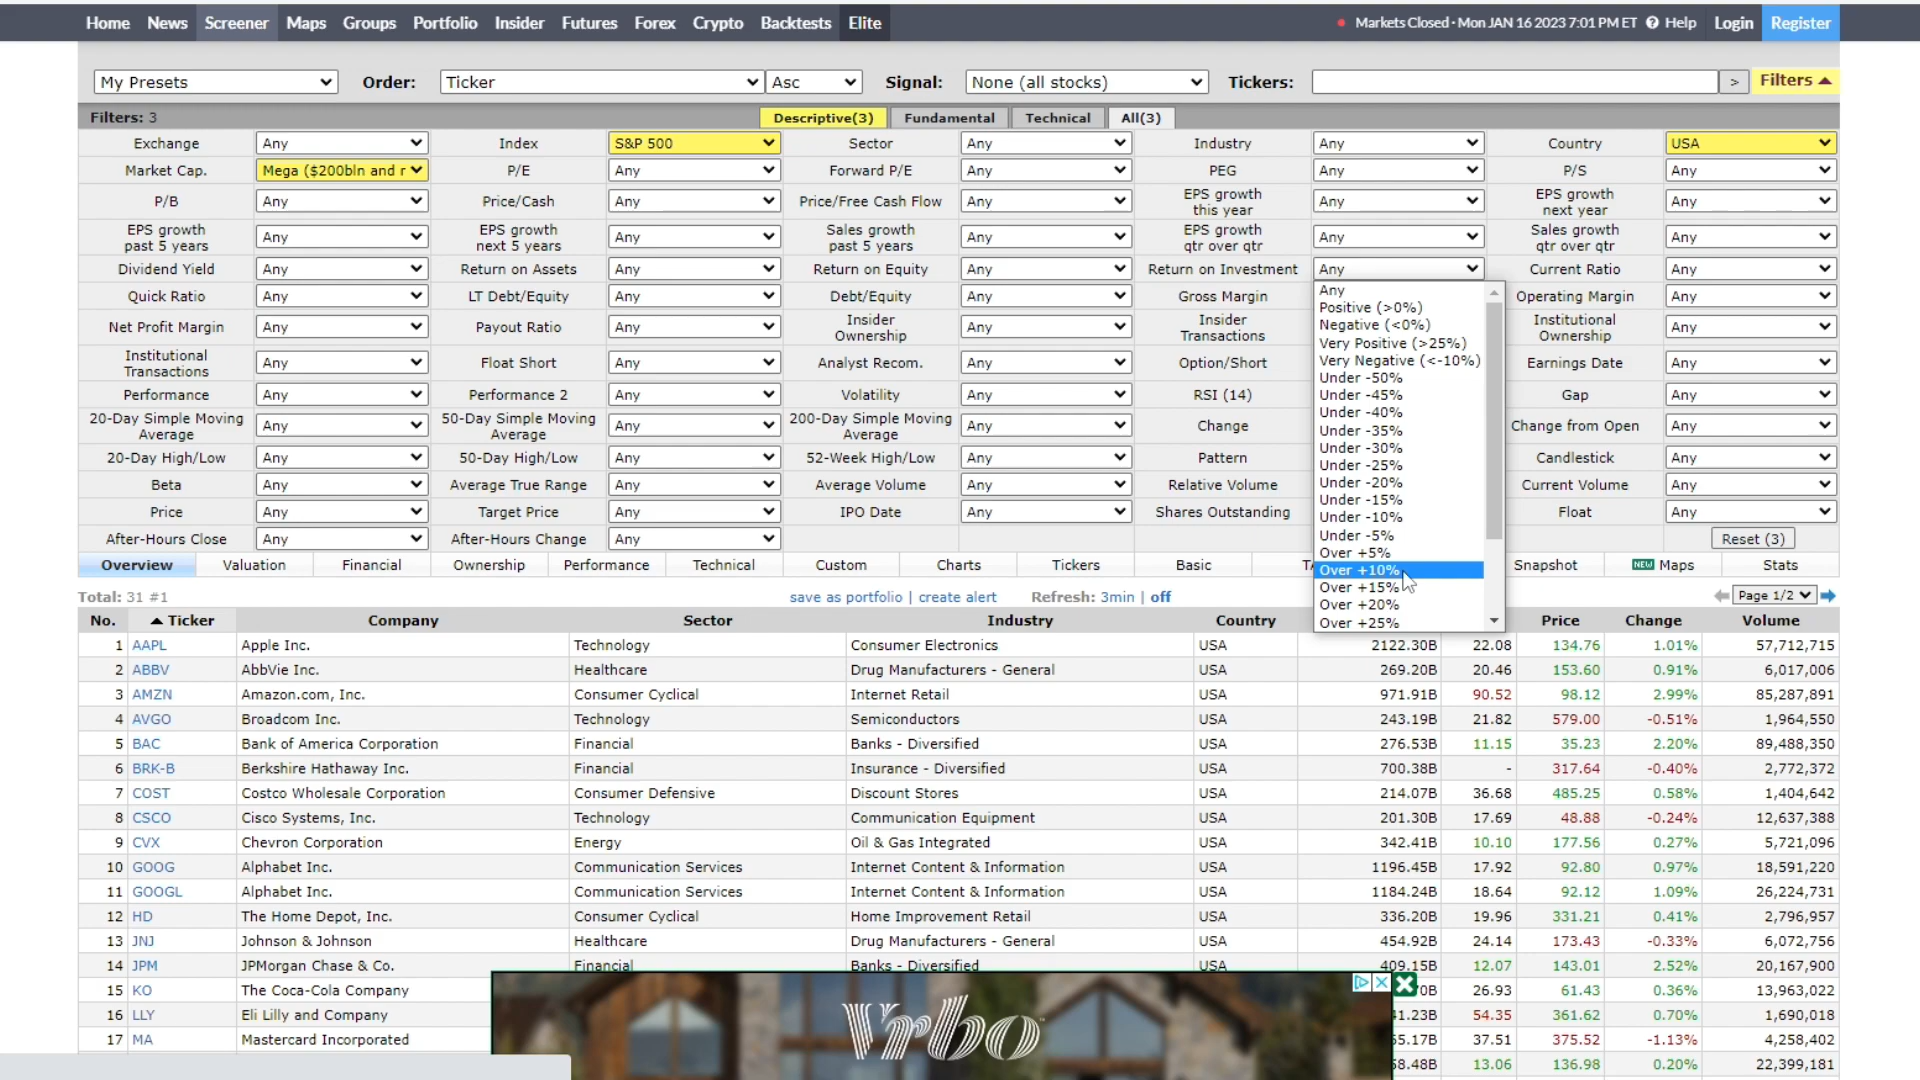 Home News Screener Maps Groups Portfolio Insider Futures Forex Crypto Backtests Elite Markets Closed · Mon JAN 16 2023 7:01 PM ET Help Login Register
My Presets Order: Ticker Asc Signal: None (all stocks) Tickers: > Filters
Filters: 3 Descriptive(3) Fundamental Technical All(3)
Exchange Any Index S&P 500 Sector Any Industry Any Country USA
Market Cap. Mega ($200bln and r P/E Any Forward P/E Any PEG Any P/S Any
P/B Any Price/Cash Any Price/Free Cash Flow Any EPS growth this year Any EPS growth next year Any
EPS growth past 5 years Any EPS growth next 5 years Any Sales growth past 5 years Any EPS growth qtr over qtr Any Sales growth qtr over qtr Any
Dividend Yield Any Return on Assets Any Return on Equity Any Return on Investment Any Current Ratio Any
Quick Ratio Any LT Debt/Equity Any Debt/Equity Any Gross Margin Operating Margin Any
Net Profit Margin Any Payout Ratio Any Insider Ownership Any Insider Transactions Institutional Ownership Any
Institutional Transactions Any Float Short Any Analyst Recom. Any Option/Short Earnings Date Any
Performance Any Performance 2 Any Volatility Any RSI (14) Gap Any
20-Day Simple Moving Average Any 50-Day Simple Moving Average Any 200-Day Simple Moving Average Any Change Change from Open Any
20-Day High/Low Any 50-Day High/Low Any 52-Week High/Low Any Pattern Candlestick Any
Beta Any Average True Range Any Average Volume Any Relative Volume Current Volume Any
Price Any Target Price Any IPO Date Any Shares Outstanding Float Any
After-Hours Close Any After-Hours Change Any Reset (3)
Any
Positive (>0%)
Negative (<0%)
Very Positive (>25%)
Very Negative (<-10%)
Under -50%
Under -45%
Under -40%
Under -35%
Under -30%
Under -25%
Under -20%
Under -15%
Under -10%
Under -5%
Over +5%
Over +10%
Over +15%
Over +20%
Over +25%
Overview Valuation Financial Ownership Performance Technical Custom Charts Tickers Basic Snapshot NEW Maps Stats
Total: 31 #1 save as portfolio | create alert Refresh: 3min | off Page 1/2
No. Ticker Company Sector Industry Country Price Change Volume
1 AAPL Apple Inc. Technology Consumer Electronics USA 2122.30B 22.08 134.76 1.01% 57,712,715
2 ABBV AbbVie Inc. Healthcare Drug Manufacturers - General USA 269.20B 20.46 153.60 0.91% 6,017,006
3 AMZN Amazon.com, Inc. Consumer Cyclical Internet Retail USA 971.91B 90.52 98.12 2.99% 85,287,891
4 AVGO Broadcom Inc. Technology Semiconductors USA 243.19B 21.82 579.00 -0.51% 1,964,550
5 BAC Bank of America Corporation Financial Banks - Diversified USA 276.53B 11.15 35.23 2.20% 89,488,350
6 BRK-B Berkshire Hathaway Inc. Financial Insurance - Diversified USA 700.38B - 317.64 -0.40% 2,772,372
7 COST Costco Wholesale Corporation Consumer Defensive Discount Stores USA 214.07B 36.68 485.25 0.58% 1,404,642
8 CSCO Cisco Systems, Inc. Technology Communication Equipment USA 201.30B 17.69 48.88 -0.24% 12,637,388
9 CVX Chevron Corporation Energy Oil & Gas Integrated USA 342.41B 10.10 177.56 0.27% 5,721,096
10 GOOG Alphabet Inc. Communication Services Internet Content & Information USA 1196.45B 17.92 92.80 0.97% 18,591,220
11 GOOGL Alphabet Inc. Communication Services Internet Content & Information USA 1184.24B 18.64 92.12 1.09% 26,224,731
12 HD The Home Depot, Inc. Consumer Cyclical Home Improvement Retail USA 336.20B 19.96 331.21 0.41% 2,796,957
13 JNJ Johnson & Johnson Healthcare Drug Manufacturers - General USA 454.92B 24.14 173.43 -0.33% 6,072,756
14 JPM JPMorgan Chase & Co. Financial Banks - Diversified USA 409.15B 12.07 143.01 2.52% 20,167,900
15 KO The Coca-Cola Company 26.93 61.43 0.36% 13,963,022
16 LLY Eli Lilly and Company 54.35 361.62 0.70% 1,690,018
17 MA Mastercard Incorporated 37.51 375.52 -1.13% 4,258,402
13.06 136.98 0.20% 22,399,181
Vrbo